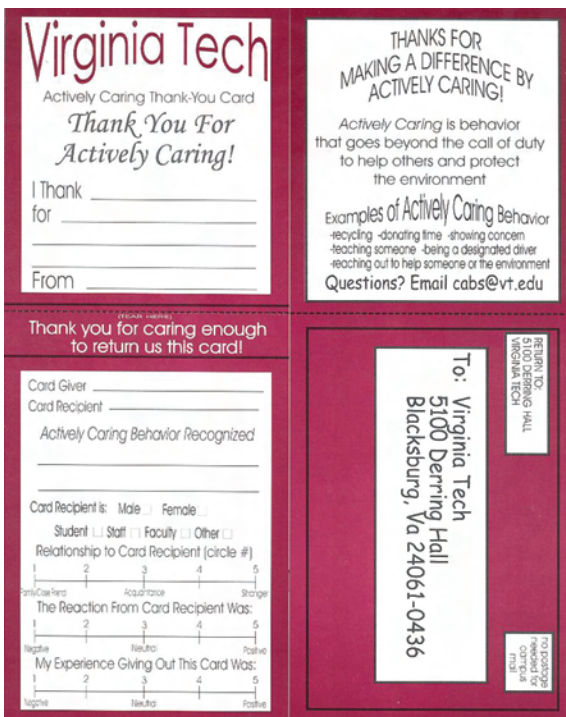 Virginia Tech
Actively Caring Thank-You Card
Thank You For
Actively Caring!
I Thank
for
From
THANKS FOR
MAKING A DIFFERENCE BY
ACTIVELY CARING!
Actively Caring is behavior
that goes beyond the call of duty
to help others and protect
the environment
Examples of Actively Caring Behavior
-recycling -donating time -showing concern
-teaching someone -being a designated driver
-reaching out to help someone or the environment
Questions? Email cabs@vt.edu
(TEAR HERE)
Thank you for caring enough
to return us this card!
Card Giver
Card Recipient
Actively Caring Behavior Recognized
Card Recipient is: Male Female
Student Staff Faculty Other
Relationship to Card Recipient (circle #)
1 2 3 4 5
Family/Close Friend Acquaintance Stranger
The Reaction From Card Recipient Was:
1 2 3 4 5
Negative Neutral Positive
My Experience Giving Out This Card Was:
1 2 3 4 5
Negative Neutral Positive
RETURN TO:
5100 DERRING HALL
VIRGINIA TECH
To: Virginia Tech
5100 Derring Hall
Blacksburg, Va 24061-0436
no postage
needed for
campus
mail